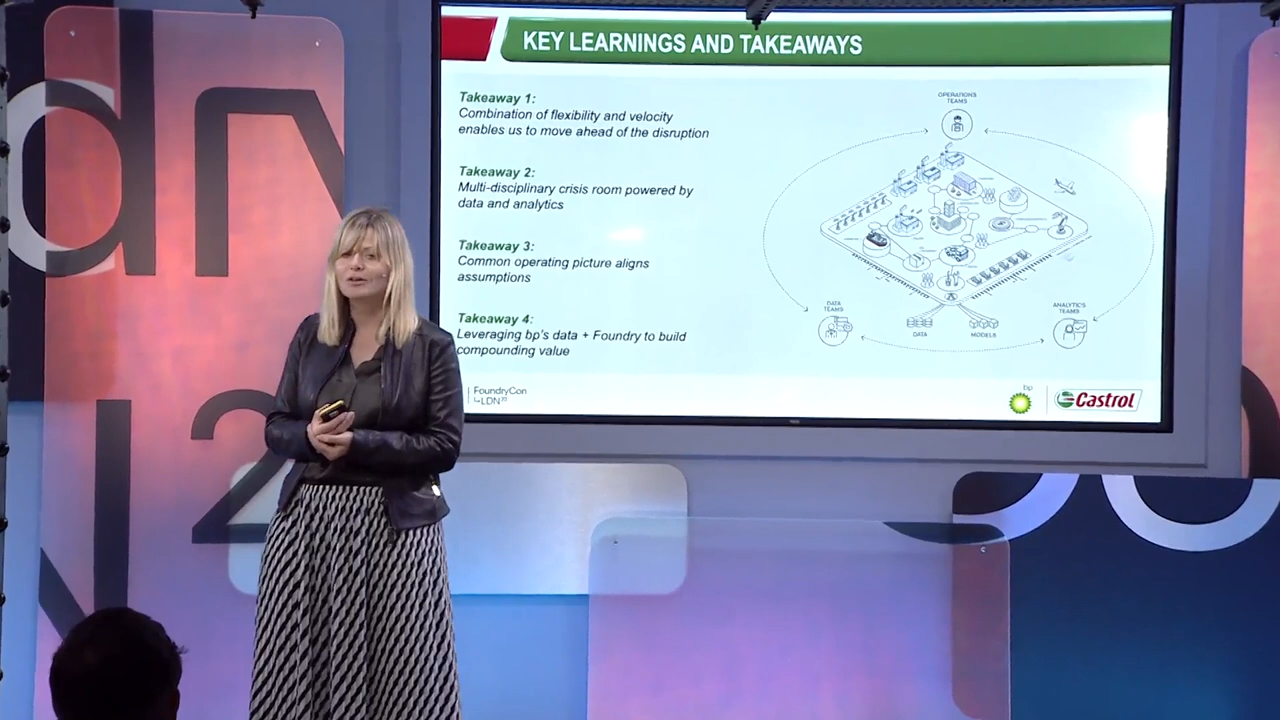 KEY LEARNINGS AND TAKEAWAYS
Takeaway 1:
Combination of flexibility and velocity
enables us to move ahead of the disruption
Takeaway 2:
Multi-disciplinary crisis room powered by
data and analytics
Takeaway 3:
Common operating picture aligns
assumptions
Takeaway 4:
Leveraging bp's data + Foundry to build
compounding value
OPERATIONS
TEAMS
DATA
TEAMS
ANALYTICS
TEAMS
DATA
MODELS
FoundryCon
LDN
bp
Castrol